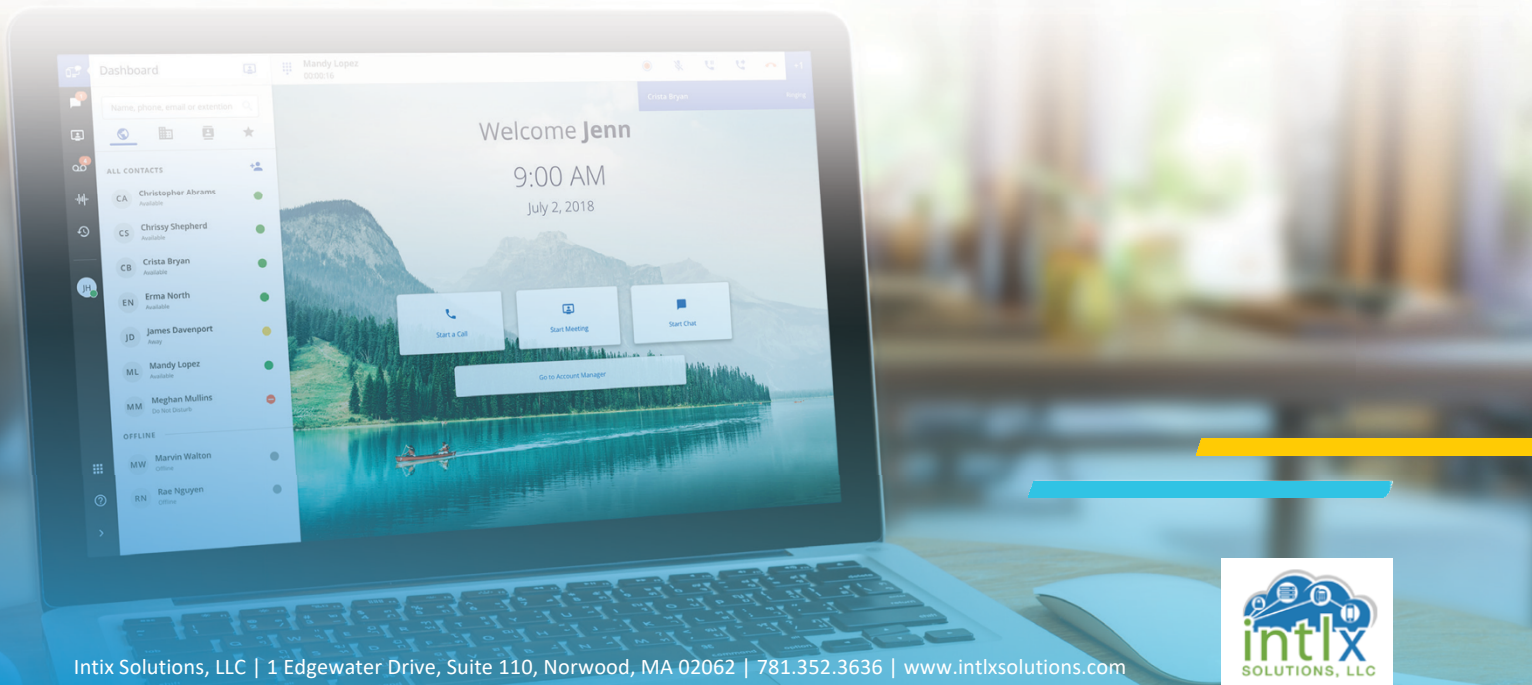 Dashboard
Mandy Lopez
00:00:16
+1
Crista Bryan
Name, phone, email or extention
Welcome Jenn
9:00 AM
July 2, 2018
ALL CONTACTS
CA Christopher Abrams
Available
CS Chrissy Shepherd
Available
CB Crista Bryan
Available
JH
EN Erma North
Available
JD James Davenport
Away
ML Mandy Lopez
Available
MM Meghan Mullins
Do Not Disturb
OFFLINE
MW Marvin Walton
Offline
RN Rae Nguyen
Offline
Start a Call
Start Meeting
Start Chat
Go to Account Manager
intlx
SOLUTIONS, LLC
Intix Solutions, LLC | 1 Edgewater Drive, Suite 110, Norwood, MA 02062 | 781.352.3636 | www.intlxsolutions.com